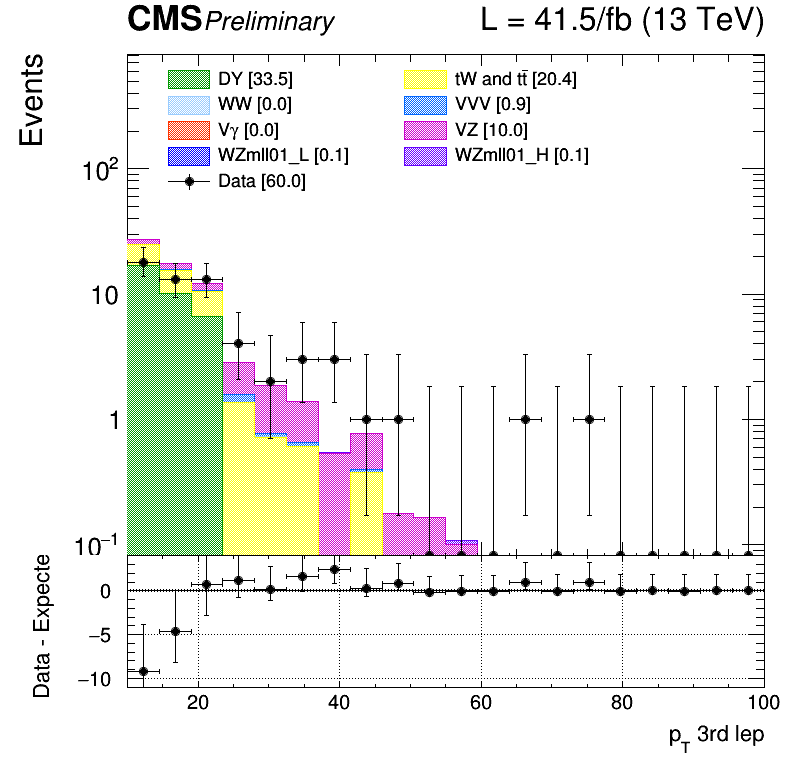 CMS Preliminary L = 41.5/fb (13 TeV)
Events
DY [33.5] tW and tt̄ [20.4]
WW [0.0] VVV [0.9]
Vγ [0.0] VZ [10.0]
WZmll01_L [0.1] WZmll01_H [0.1]
Data [60.0]
10²
10
1
10⁻¹
Data - Expecte
0
−5
−10
20 40 60 80 100
p_T 3rd lep